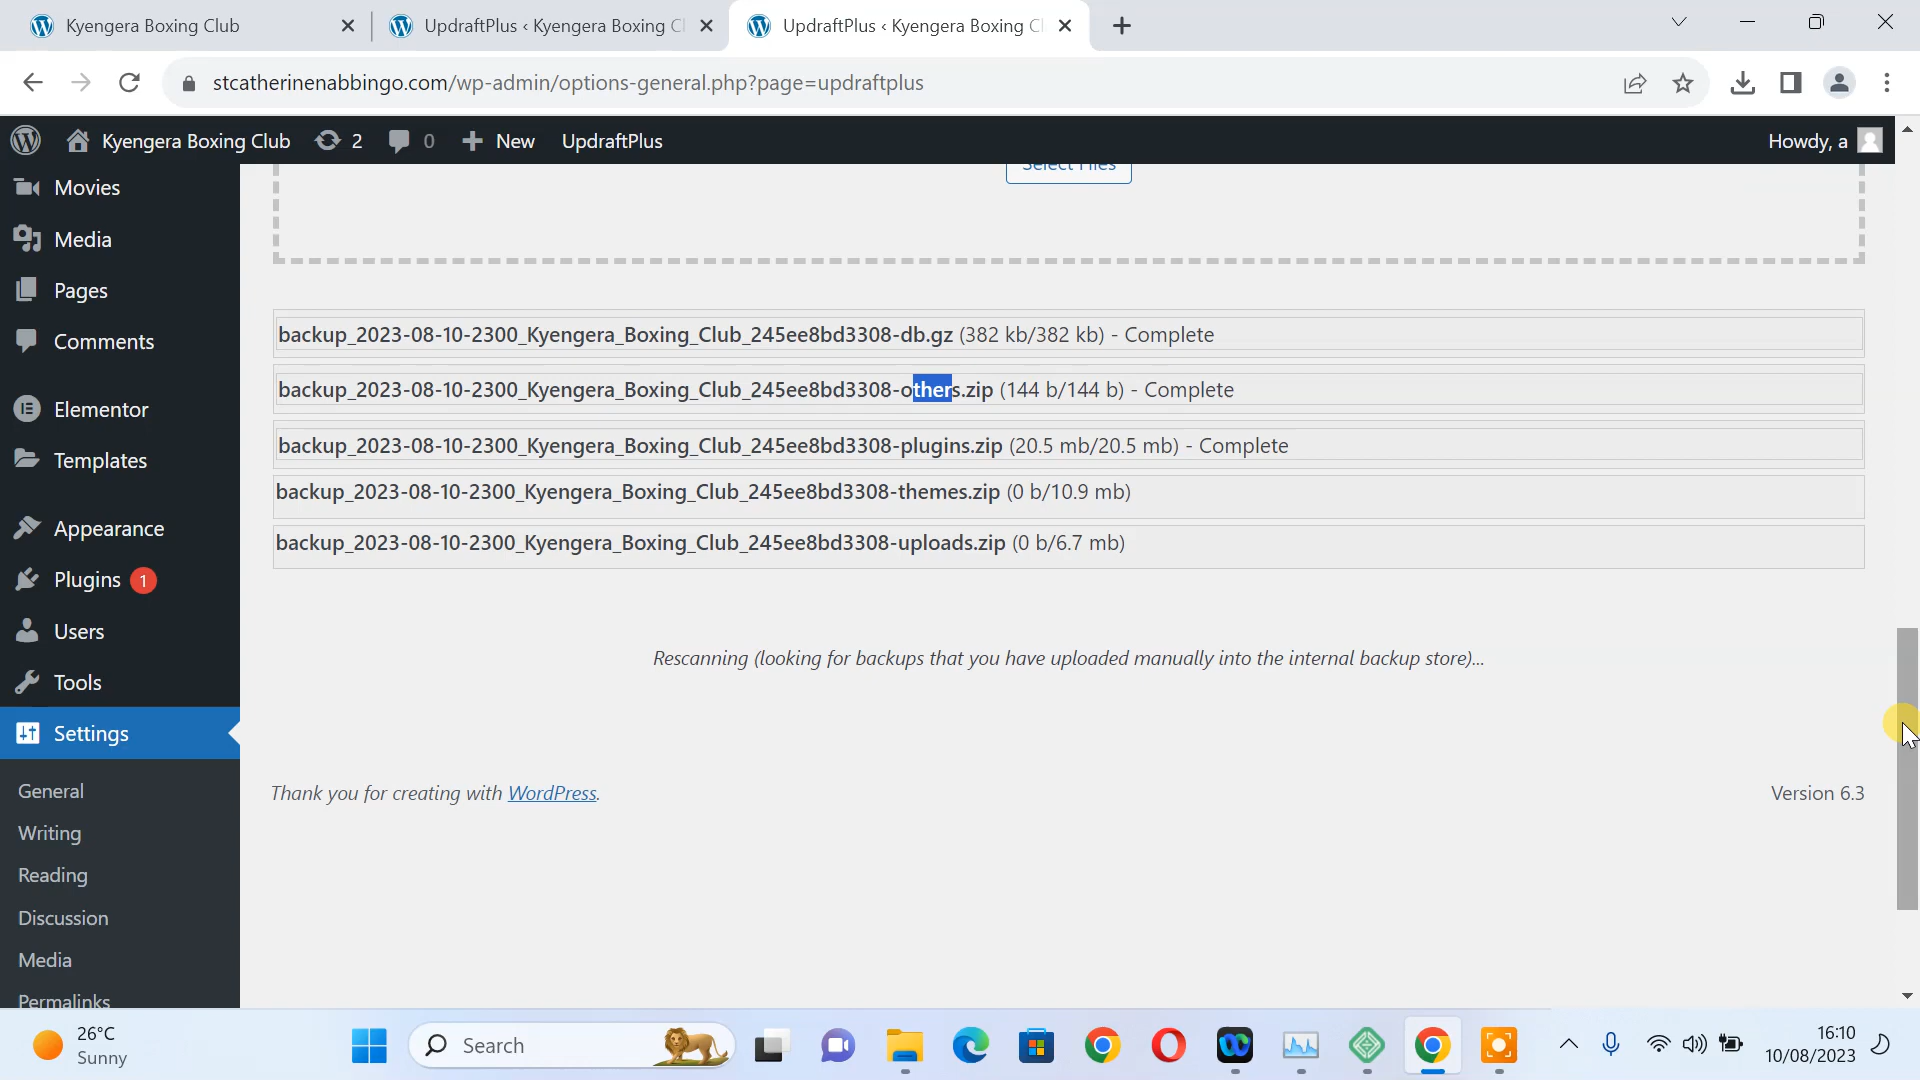 Kyengera Boxing Club
UpdraftPlus ‹ Kyengera Boxing Cl
UpdraftPlus ‹ Kyengera Boxing Cl
stcatherinenabbingo.com/wp-admin/options-general.php?page=updraftplus
Kyengera Boxing Club 2 0 New UpdraftPlus Howdy, a
Select Files
Movies
Media
Pages
Comments
Elementor
Templates
Appearance
Plugins 1
Users
Tools
Settings
General
Writing
Reading
Discussion
Media
Permalinks
backup_2023-08-10-2300_Kyengera_Boxing_Club_245ee8bd3308-db.gz (382 kb/382 kb) - Complete
backup_2023-08-10-2300_Kyengera_Boxing_Club_245ee8bd3308-others.zip (144 b/144 b) - Complete
backup_2023-08-10-2300_Kyengera_Boxing_Club_245ee8bd3308-plugins.zip (20.5 mb/20.5 mb) - Complete
backup_2023-08-10-2300_Kyengera_Boxing_Club_245ee8bd3308-themes.zip (0 b/10.9 mb)
backup_2023-08-10-2300_Kyengera_Boxing_Club_245ee8bd3308-uploads.zip (0 b/6.7 mb)
Rescanning (looking for backups that you have uploaded manually into the internal backup store)...
Thank you for creating with WordPress. Version 6.3
26°C
Sunny
Search
16:10
10/08/2023